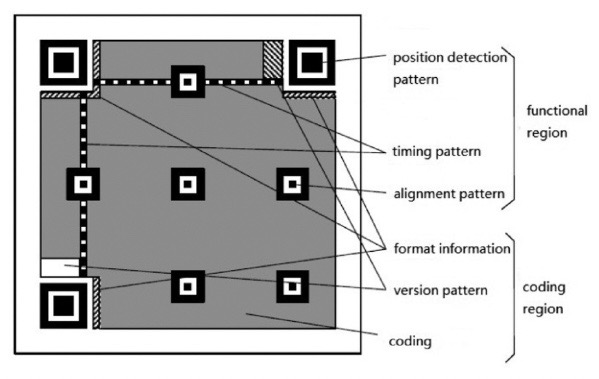 position detection
pattern
functional
region
timing pattern
alignment pattern
format information
version pattern
coding
region
coding